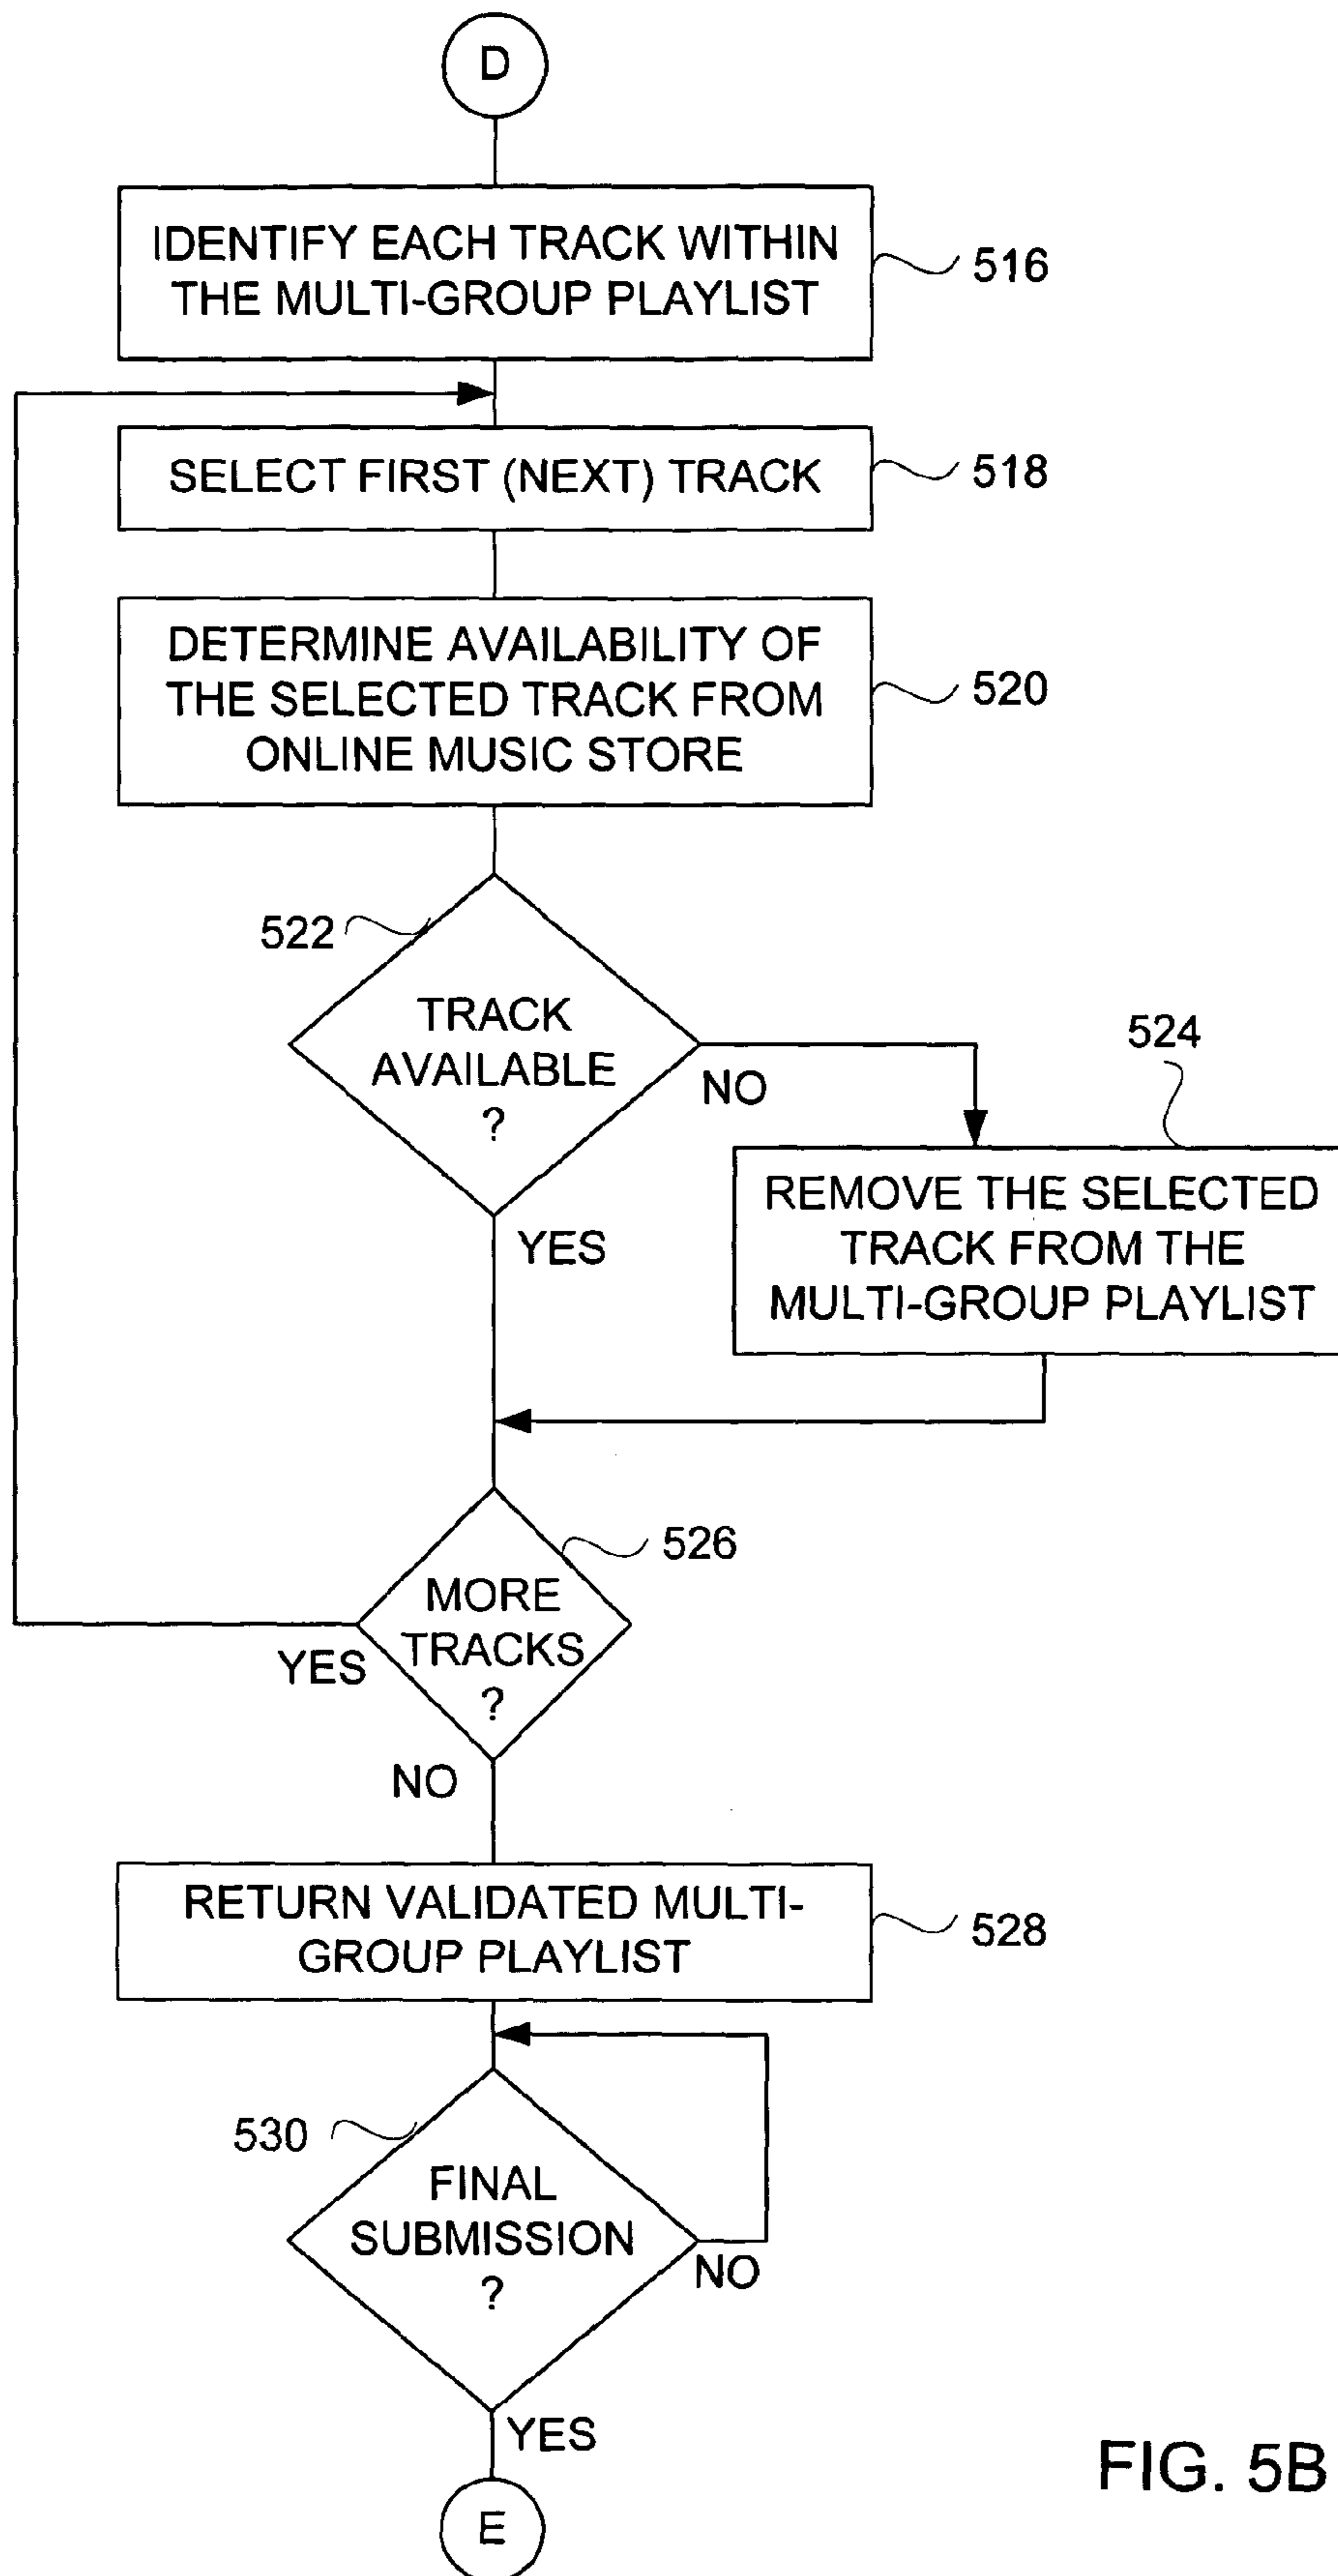 D
IDENTIFY EACH TRACK WITHIN
THE MULTI-GROUP PLAYLIST
516
SELECT FIRST (NEXT) TRACK
518
DETERMINE AVAILABILITY OF
THE SELECTED TRACK FROM
ONLINE MUSIC STORE
520
522
TRACK
AVAILABLE
?
NO
YES
524
REMOVE THE SELECTED
TRACK FROM THE
MULTI-GROUP PLAYLIST
526
MORE
TRACKS
?
YES
NO
RETURN VALIDATED MULTI-
GROUP PLAYLIST
528
530
FINAL
SUBMISSION
?
NO
YES
E
FIG. 5B